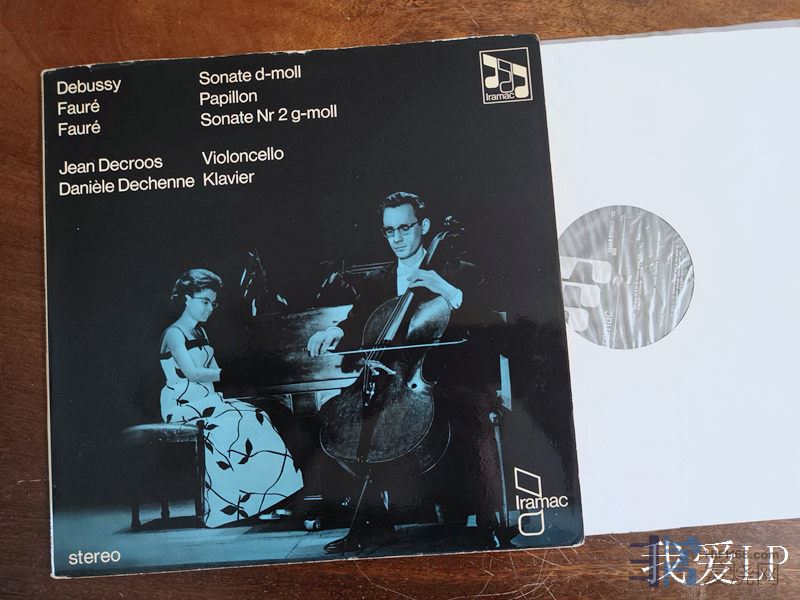 Debussy Sonate d-moll
Fauré Papillon
Fauré Sonate Nr 2 g-moll
Jean Decroos Violoncello
Danièle Dechenne Klavier
Iramac
Iramac
stereo
我爱LP